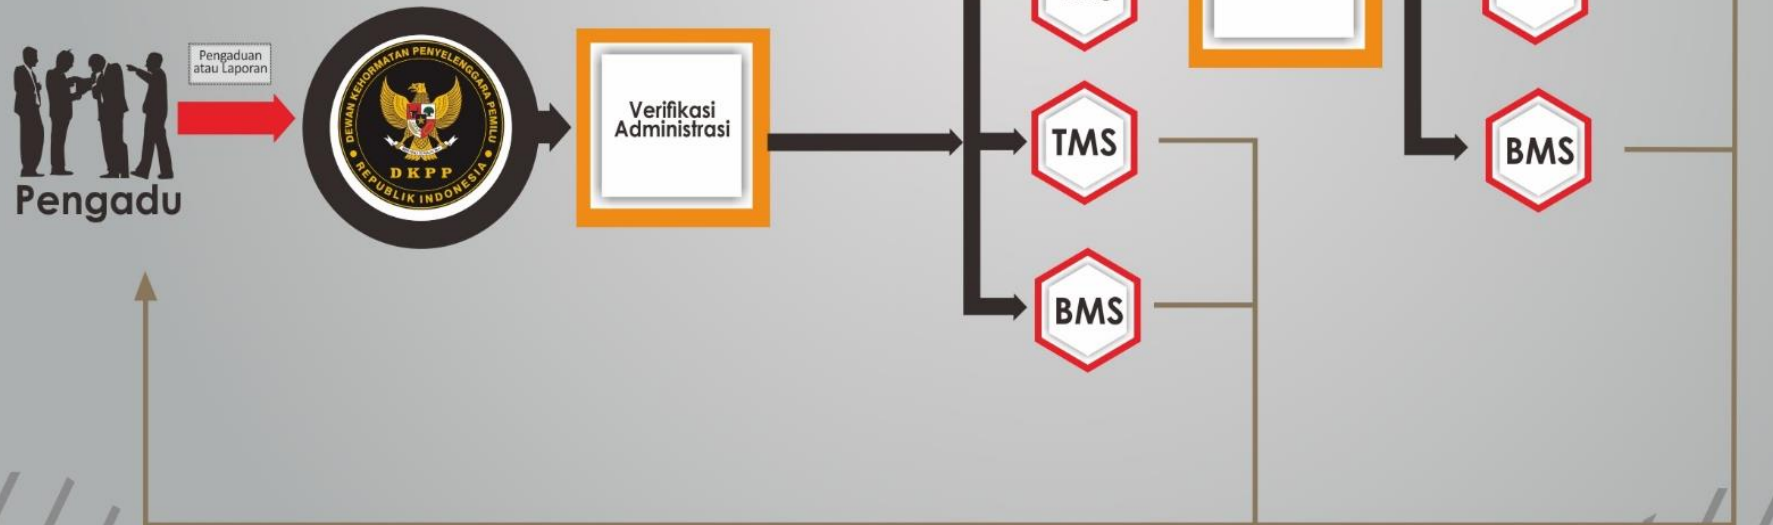 Pengaduan
atau Laporan
Pengadu
DEWAN KEHORMATAN PENYELENGGARA PEMILU
DKPP
REPUBLIK INDONESIA
Verifikasi
Administrasi
TMS
BMS
BMS